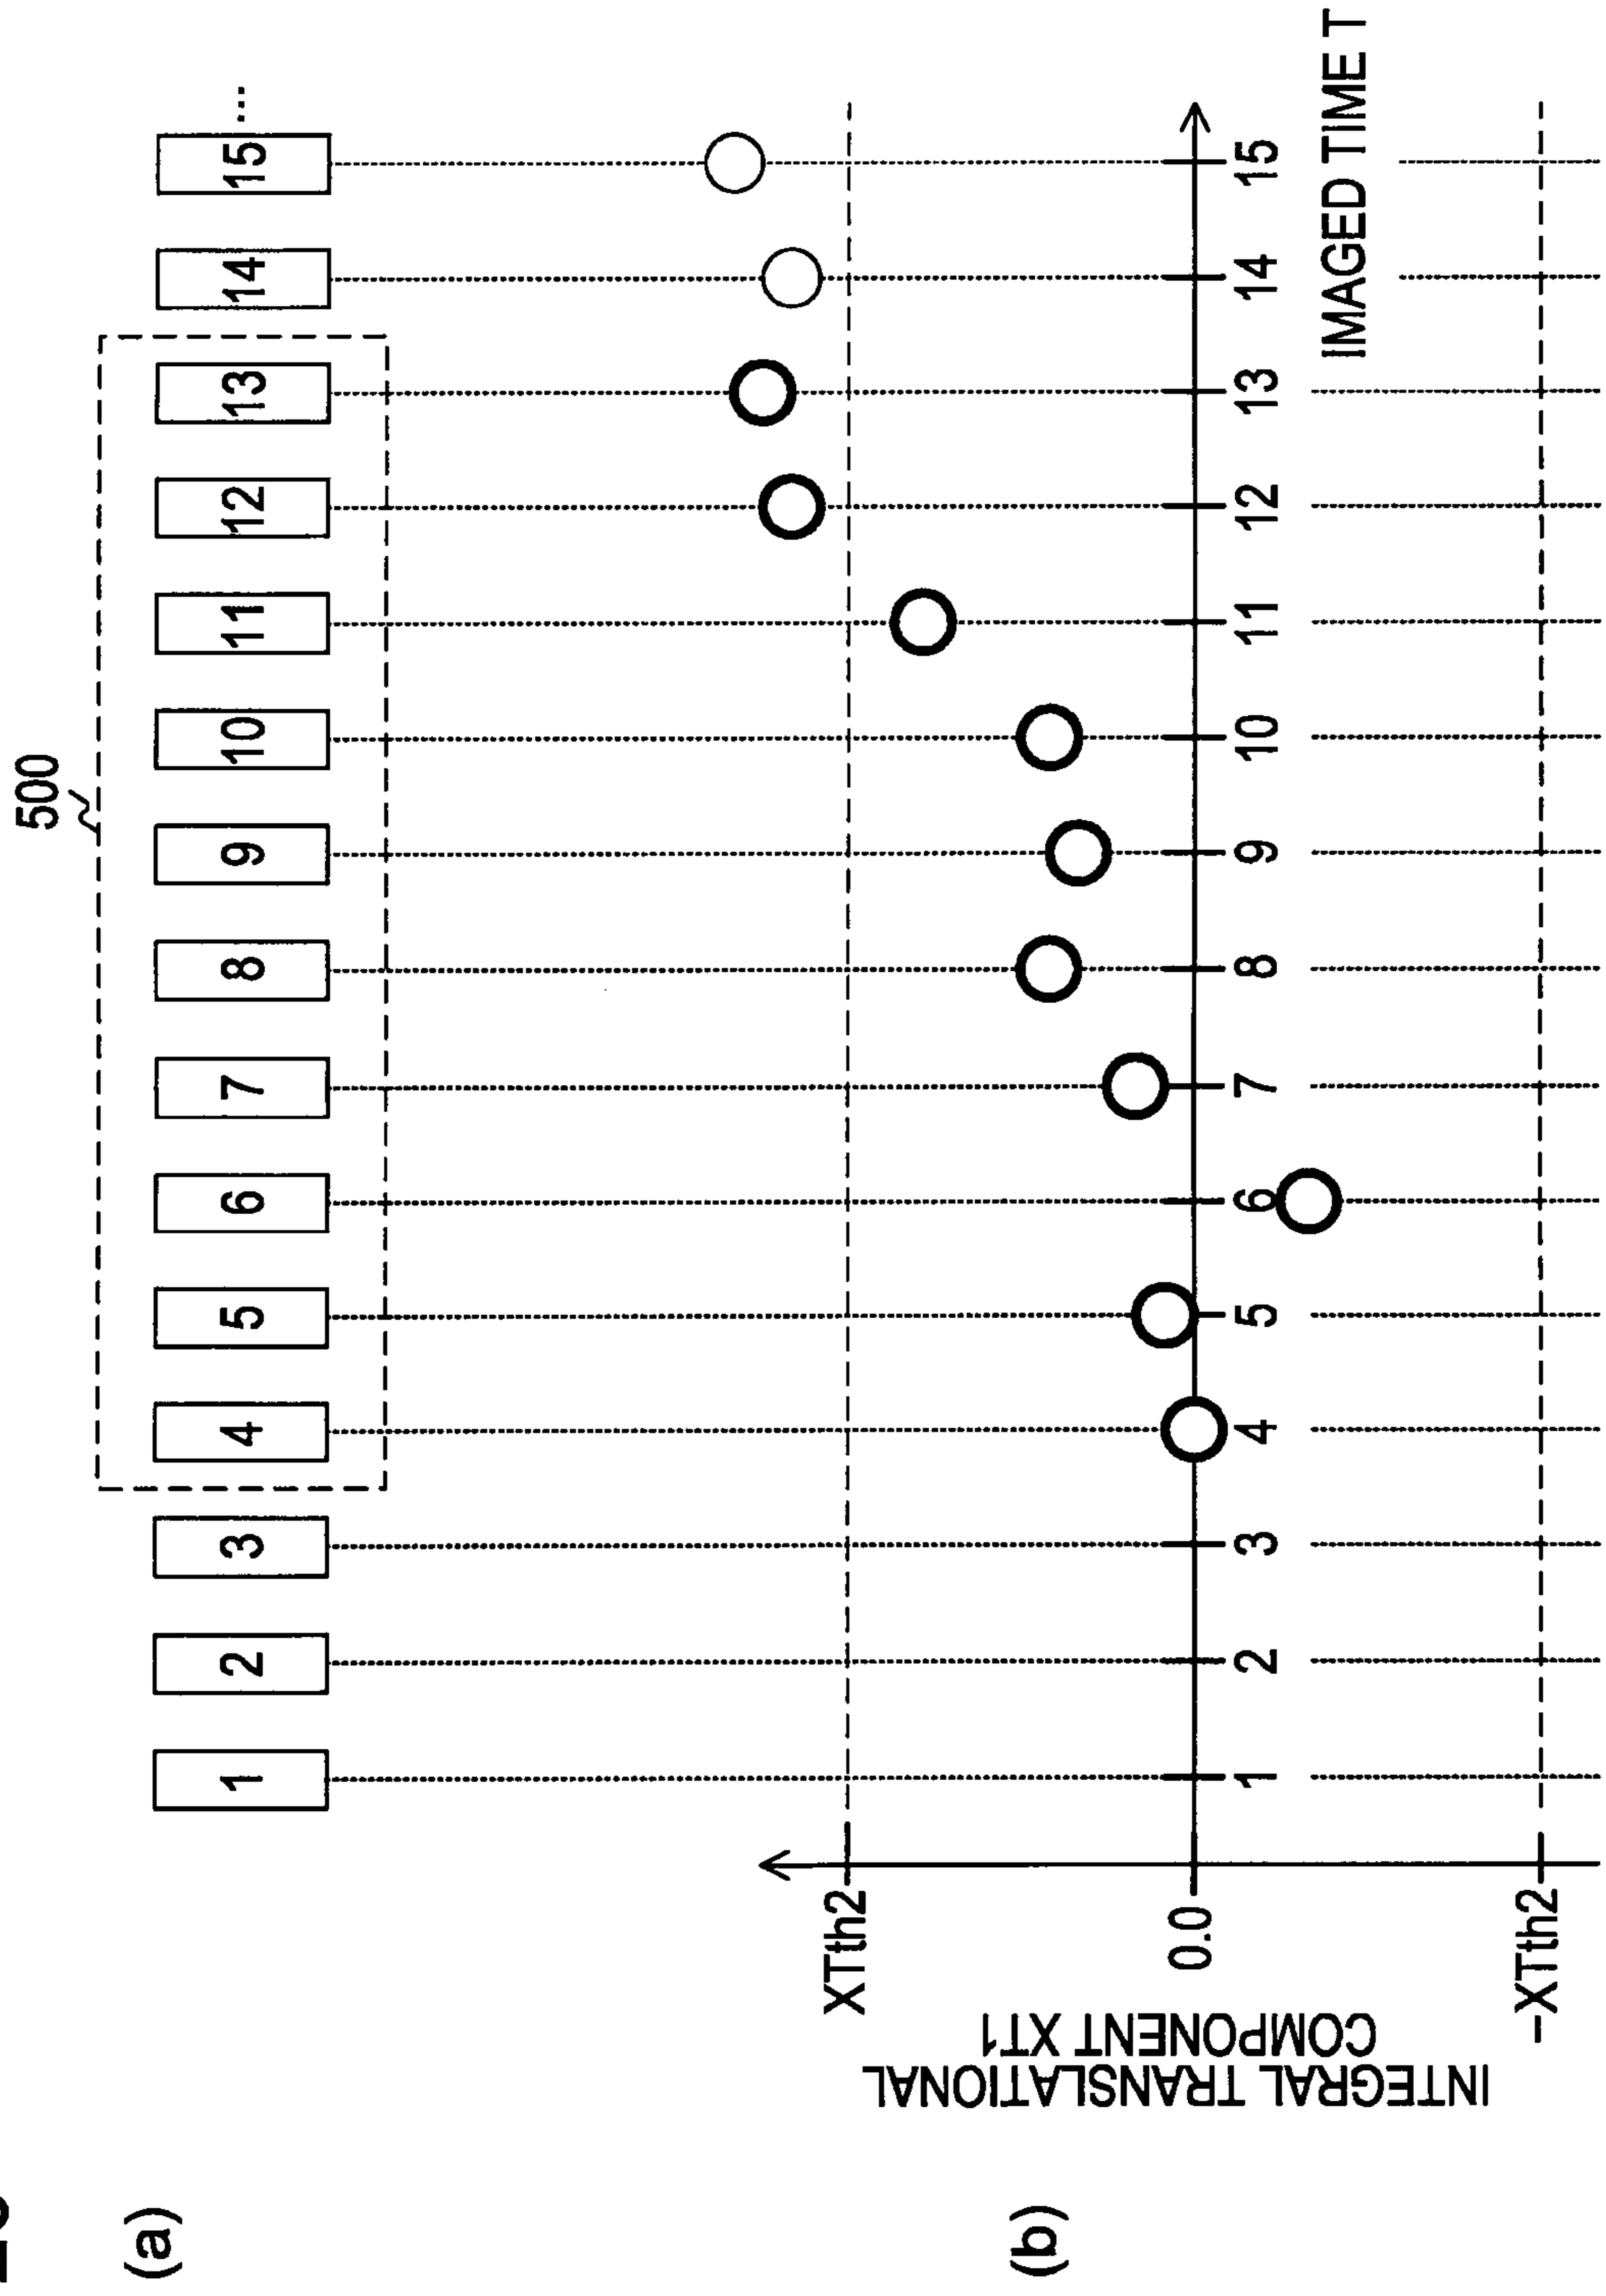 500
(a)
1 2 3 4 5 6 7 8 9 10 11 12 13 14 15 ...
(b)
INTEGRAL TRANSLATIONAL
COMPONENT XT1
XTth2
0.0
-XTth2
1 2 3 4 5 6 7 8 9 10 11 12 13 14 15
IMAGED TIME T